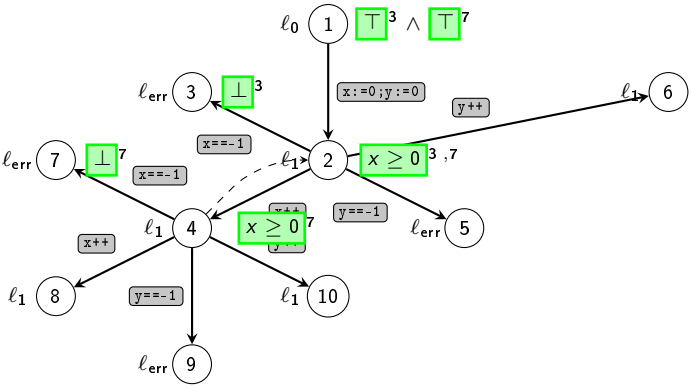 ℓ0 1 ⊤ 3 ∧ ⊤ 7
ℓerr 3 ⊥ 3
x:=0;y:=0
y++
ℓ1 6
x==-1
ℓerr 7 ⊥ 7
x==-1
ℓ1 2 x ≥ 0 3 ,7
x++
y==-1
ℓ1 4 x ≥ 0 7
ℓerr 5
x++
y++
ℓ1 8
y==-1
ℓ1 10
ℓerr 9